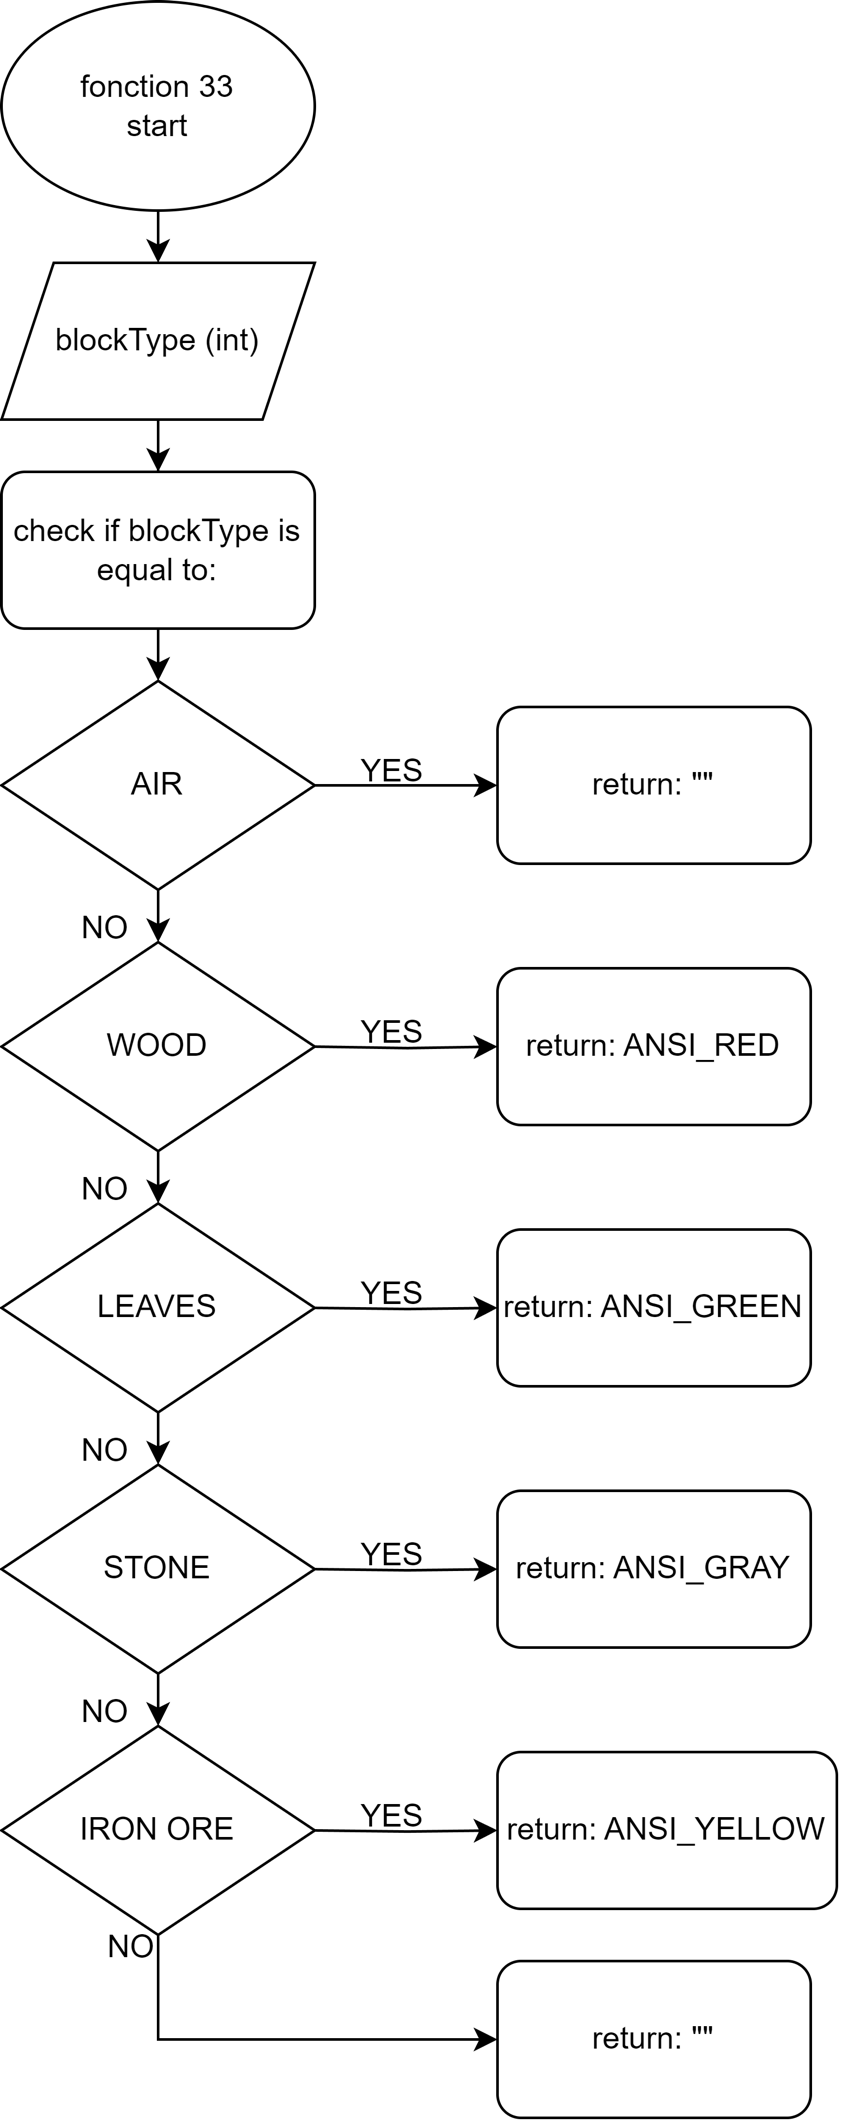 fonction 33
start
blockType (int)
check if blockType is
equal to:
AIR
YES
return: ""
NO
WOOD
YES
return: ANSI_RED
NO
LEAVES
YES
return: ANSI_GREEN
NO
STONE
YES
return: ANSI_GRAY
NO
IRON ORE
YES
return: ANSI_YELLOW
NO
return: ""